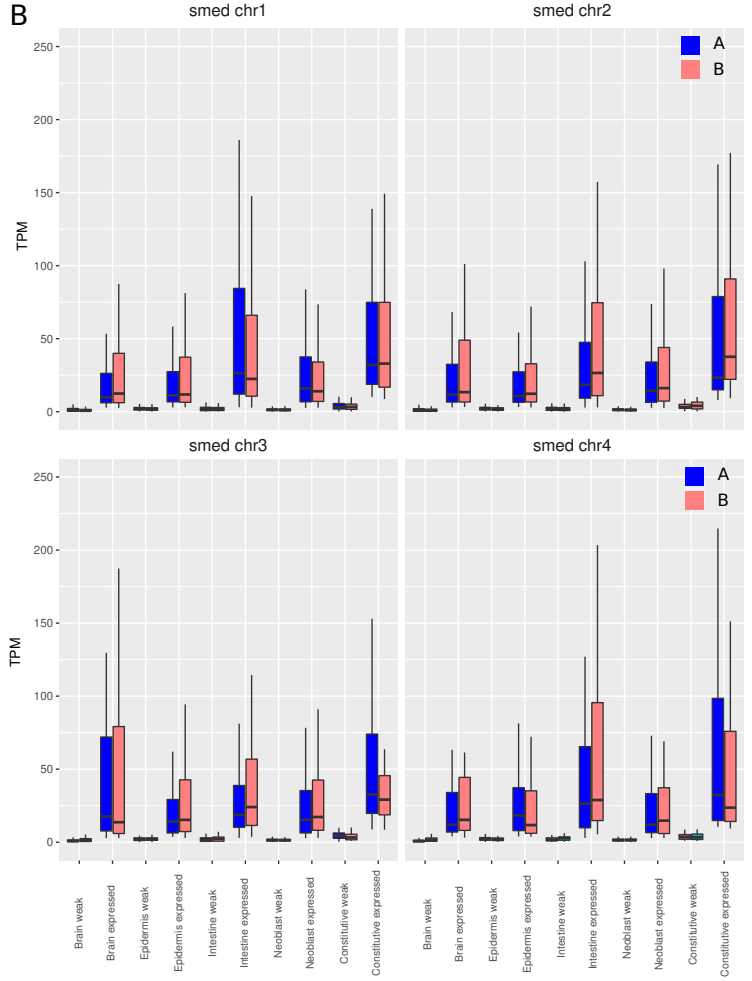 B
smed chr1
smed chr2
A
B
250
200
150
100
50
0
TPM
smed chr3
smed chr4
A
B
250
200
150
100
50
0
TPM
Brain weak
Brain expressed
Epidermis weak
Epidermis expressed
Intestine weak
Intestine expressed
Neoblast weak
Neoblast expressed
Constitutive weak
Constitutive expressed
Brain weak
Brain expressed
Epidermis weak
Epidermis expressed
Intestine weak
Intestine expressed
Neoblast weak
Neoblast expressed
Constitutive weak
Constitutive expressed